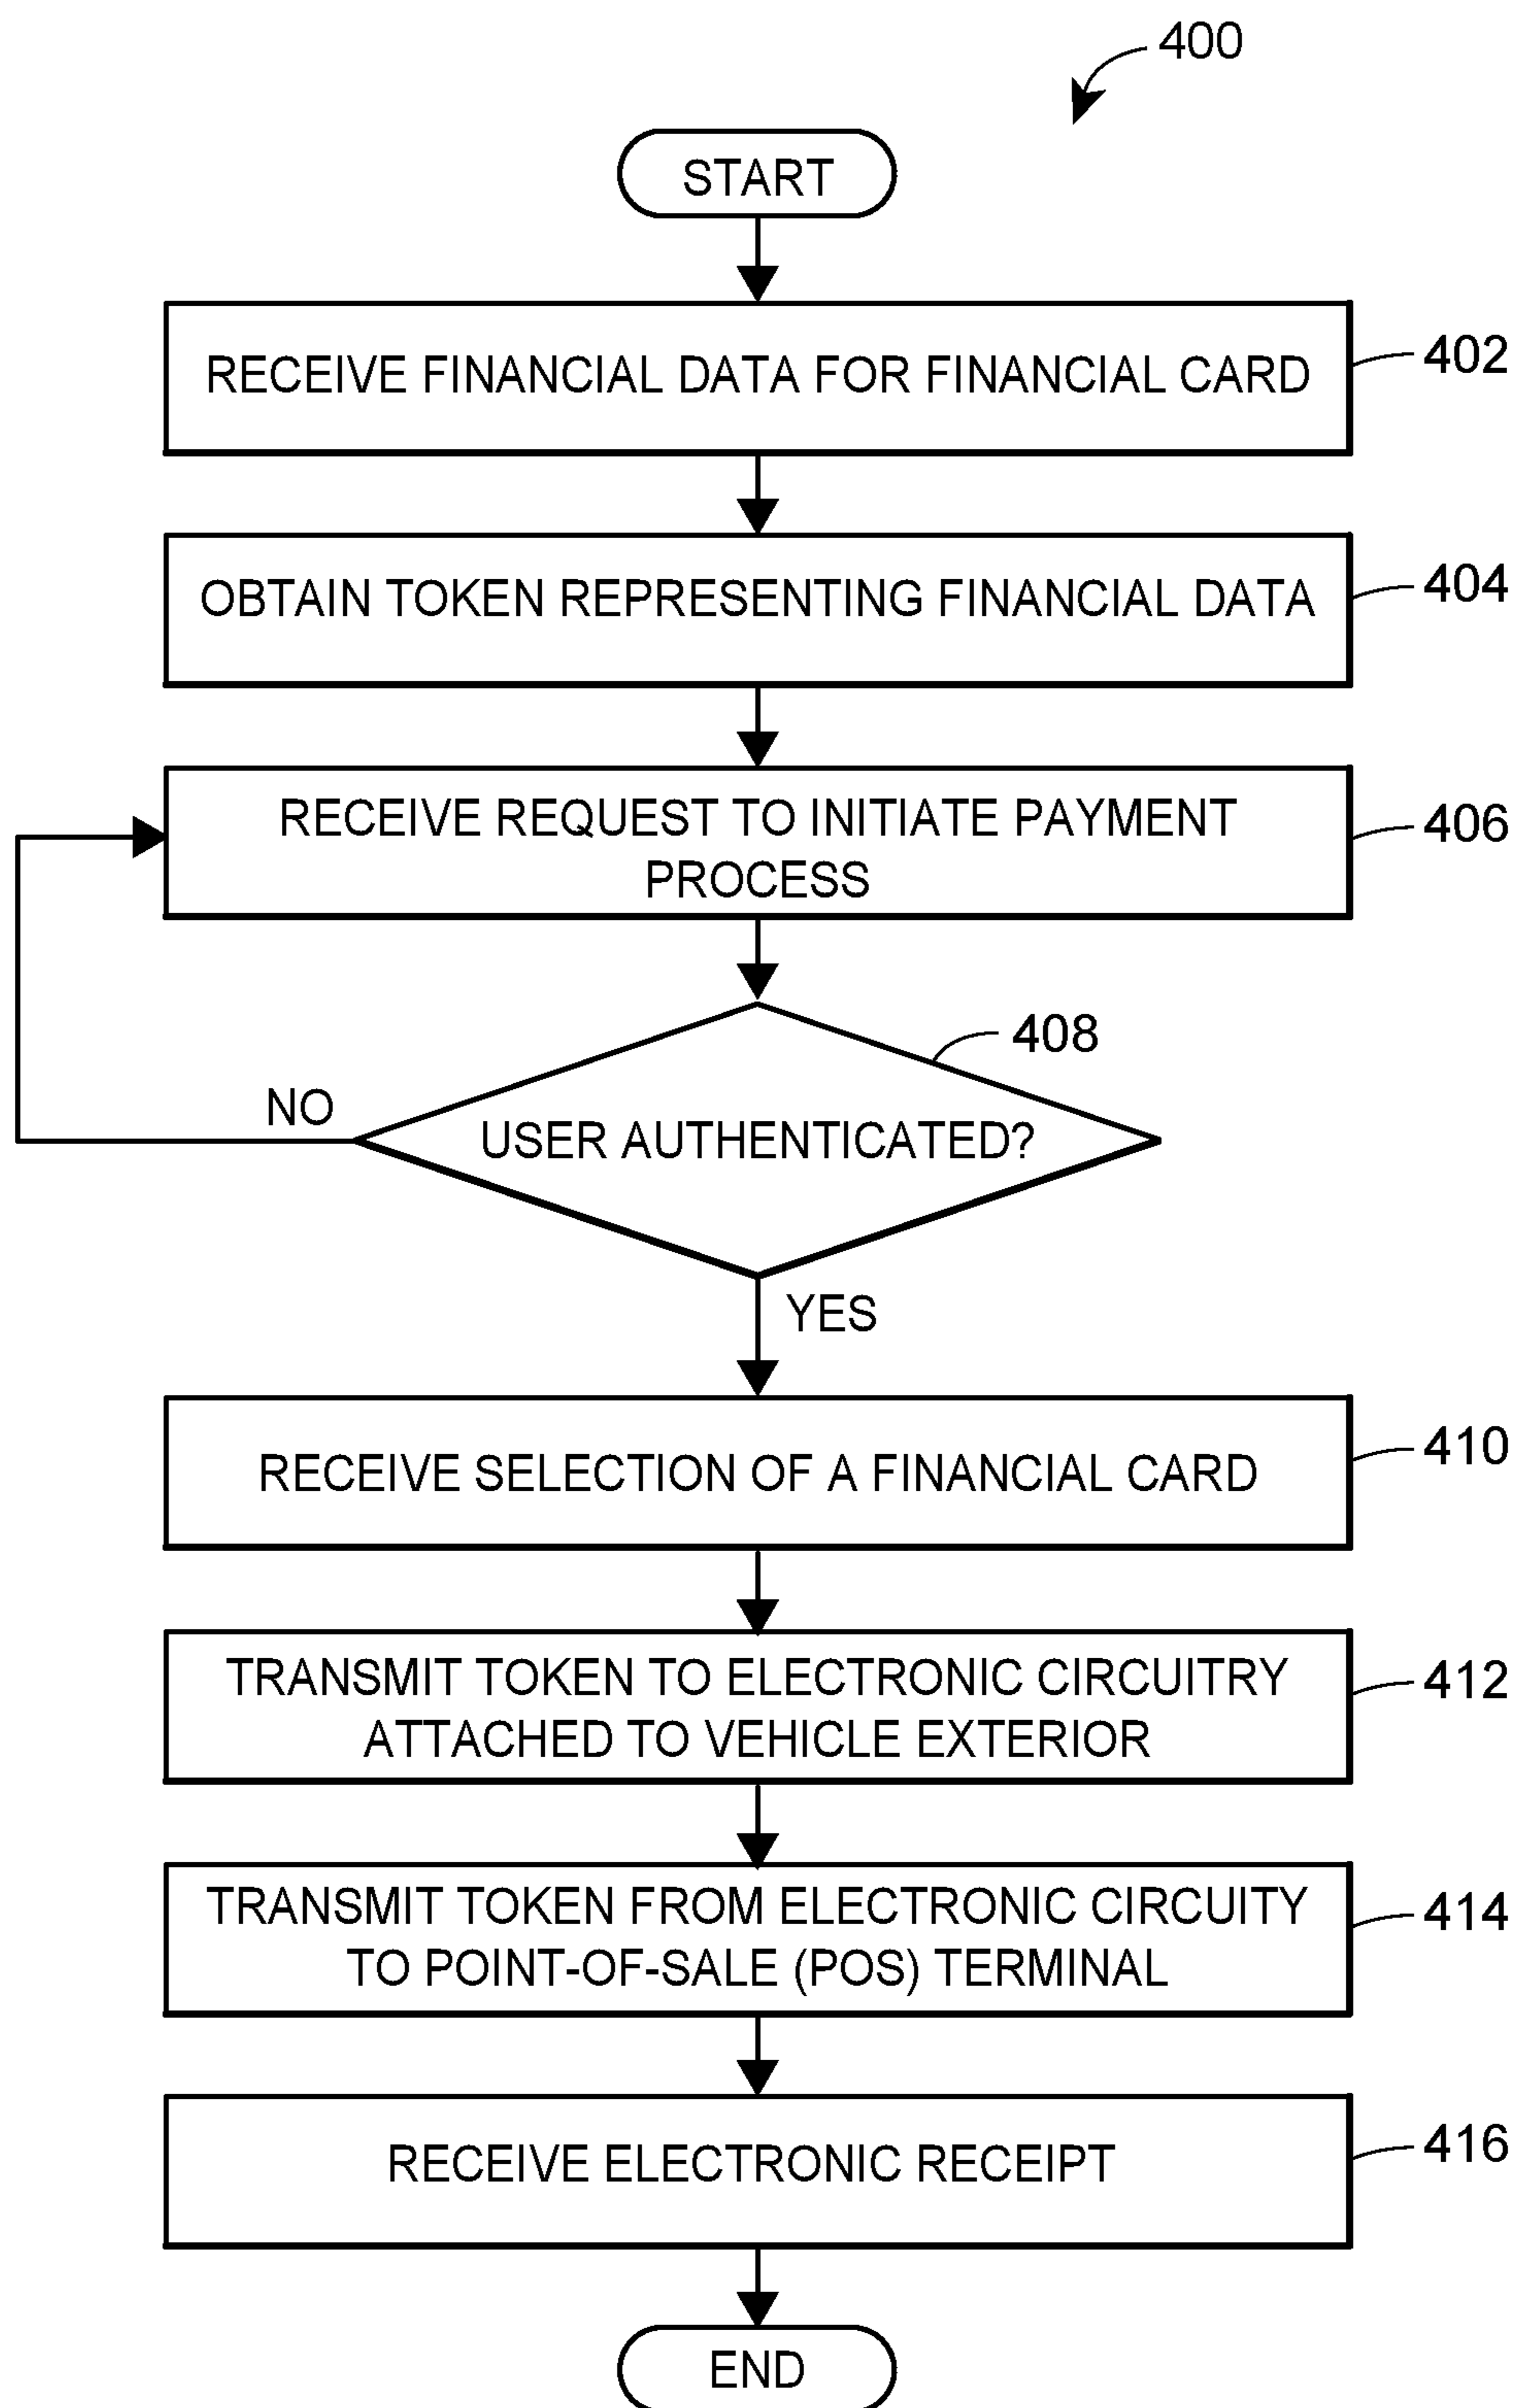 400
START
RECEIVE FINANCIAL DATA FOR FINANCIAL CARD
402
OBTAIN TOKEN REPRESENTING FINANCIAL DATA
404
RECEIVE REQUEST TO INITIATE PAYMENT
PROCESS
406
408
NO
USER AUTHENTICATED?
YES
RECEIVE SELECTION OF A FINANCIAL CARD
410
TRANSMIT TOKEN TO ELECTRONIC CIRCUITRY
ATTACHED TO VEHICLE EXTERIOR
412
TRANSMIT TOKEN FROM ELECTRONIC CIRCUITY
TO POINT-OF-SALE (POS) TERMINAL
414
RECEIVE ELECTRONIC RECEIPT
416
END